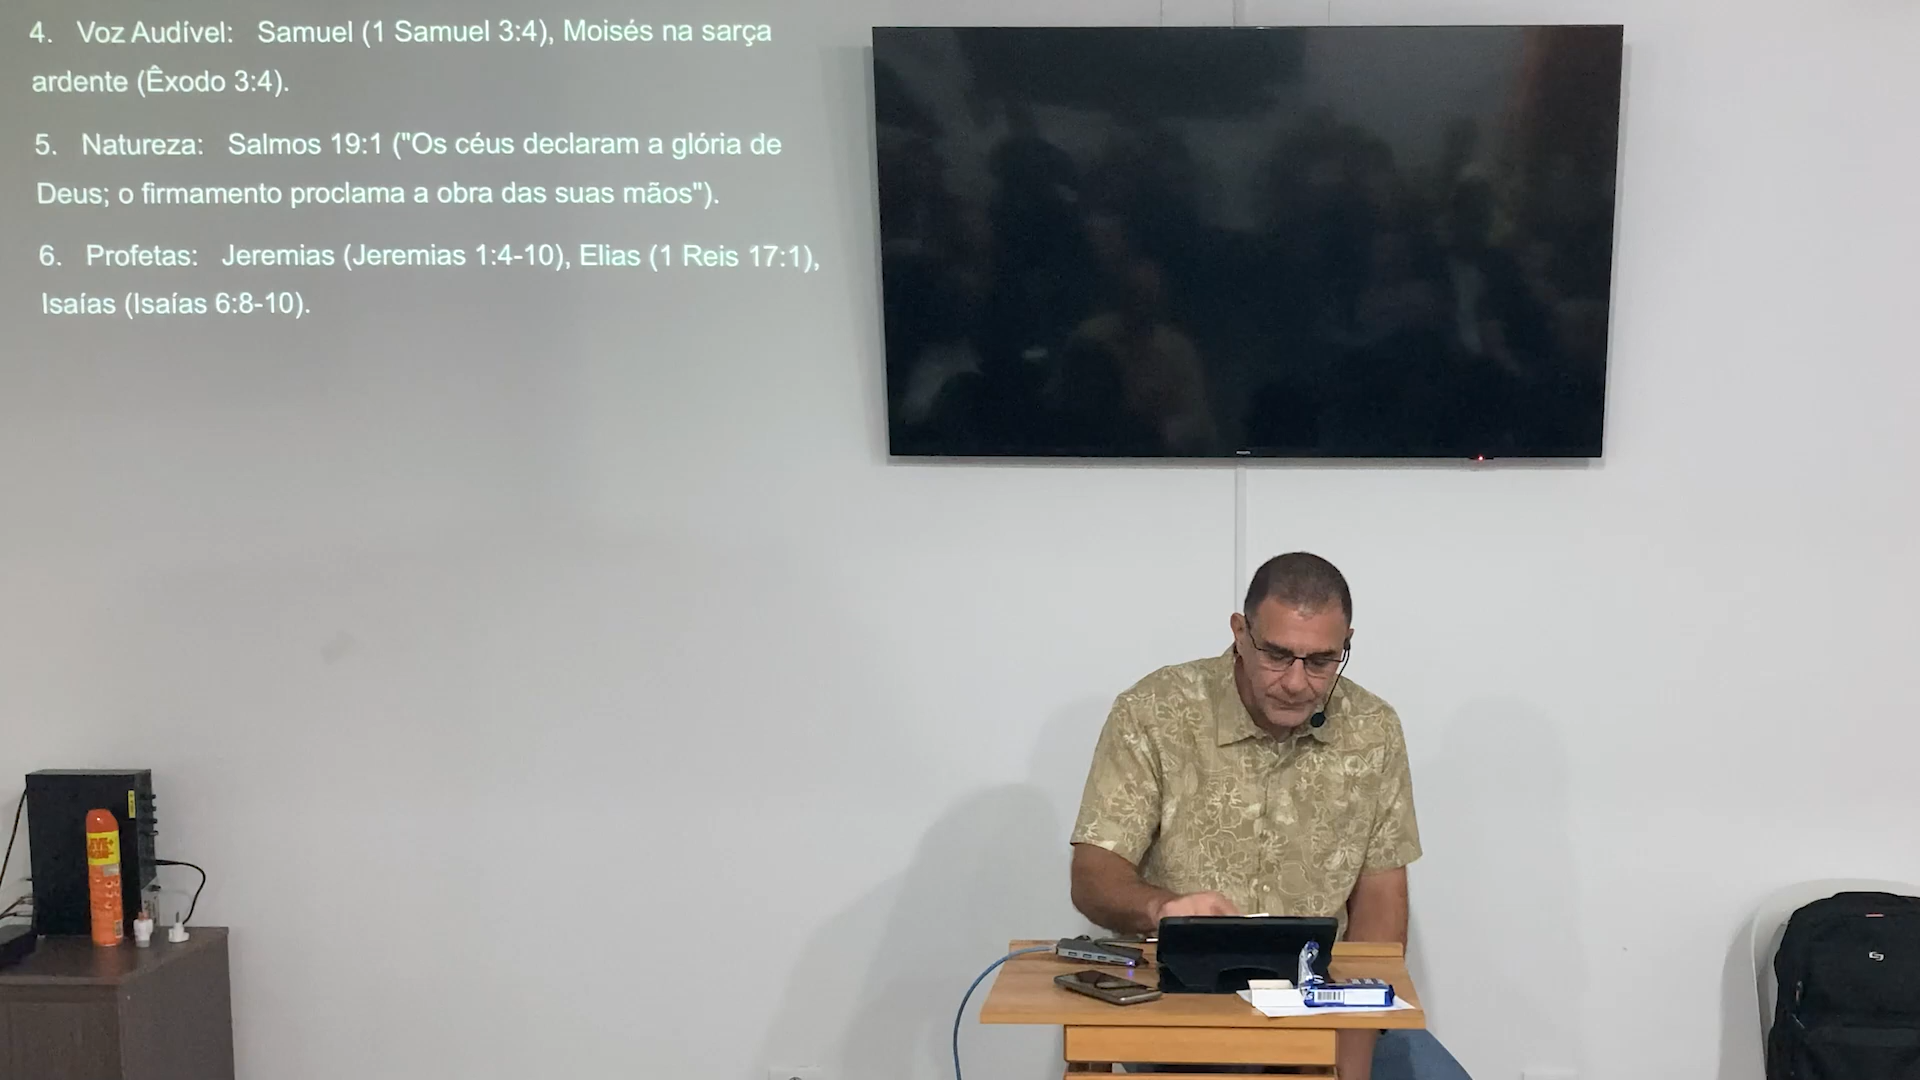 4. Voz Audível: Samuel (1 Samuel 3:4), Moisés na sarça
ardente (Êxodo 3:4).
5. Natureza: Salmos 19:1 ("Os céus declaram a glória de
Deus; o firmamento proclama a obra das suas mãos").
6. Profetas: Jeremias (Jeremias 1:4-10), Elias (1 Reis 17:1),
Isaías (Isaías 6:8-10).